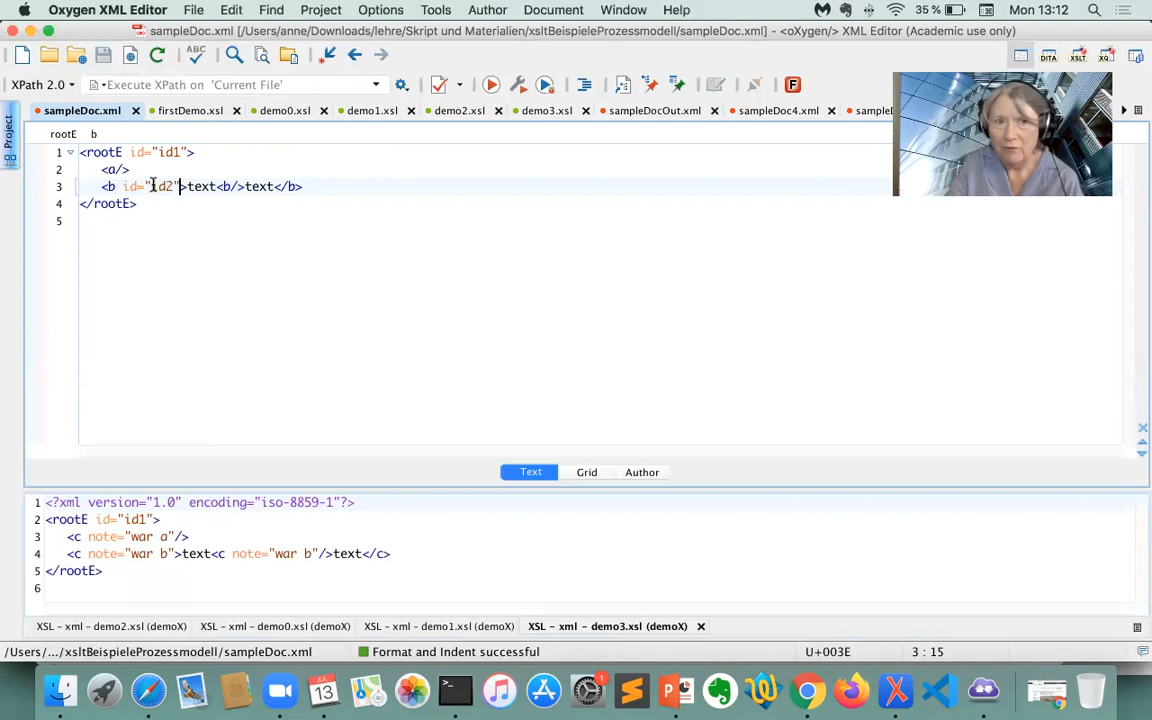 Oxygen XML Editor File Edit Find Project Options Tools Author Document Window Help 35 % Mon 13:12
sampleDoc.xml [/Users/anne/Downloads/lehre/Skript und Materialien/xsltBeispieleProzessmodell/sampleDoc.xml] - <oXygen/> XML Editor (Academic use only)
XPath 2.0 Execute XPath on 'Current File'
sampleDoc.xml firstDemo.xsl demo0.xsl demo1.xsl demo2.xsl demo3.xsl sampleDocOut.xml sampleDoc4.xml
Project
rootE b
1 <rootE id="id1">
2 <a/>
3 <b id="id2">text<b/>text</b>
4 </rootE>
5
Text Grid Author
1 <?xml version="1.0" encoding="iso-8859-1"?>
2 <rootE id="id1">
3 <c note="war a"/>
4 <c note="war b">text<c note="war b"/>text</c>
5 </rootE>
6
XSL - xml - demo2.xsl (demoX) XSL - xml - demo0.xsl (demoX) XSL - xml - demo1.xsl (demoX) XSL - xml - demo3.xsl (demoX)
/Users/.../xsltBeispieleProzessmodell/sampleDoc.xml Format and Indent successful U+003E 3 : 15